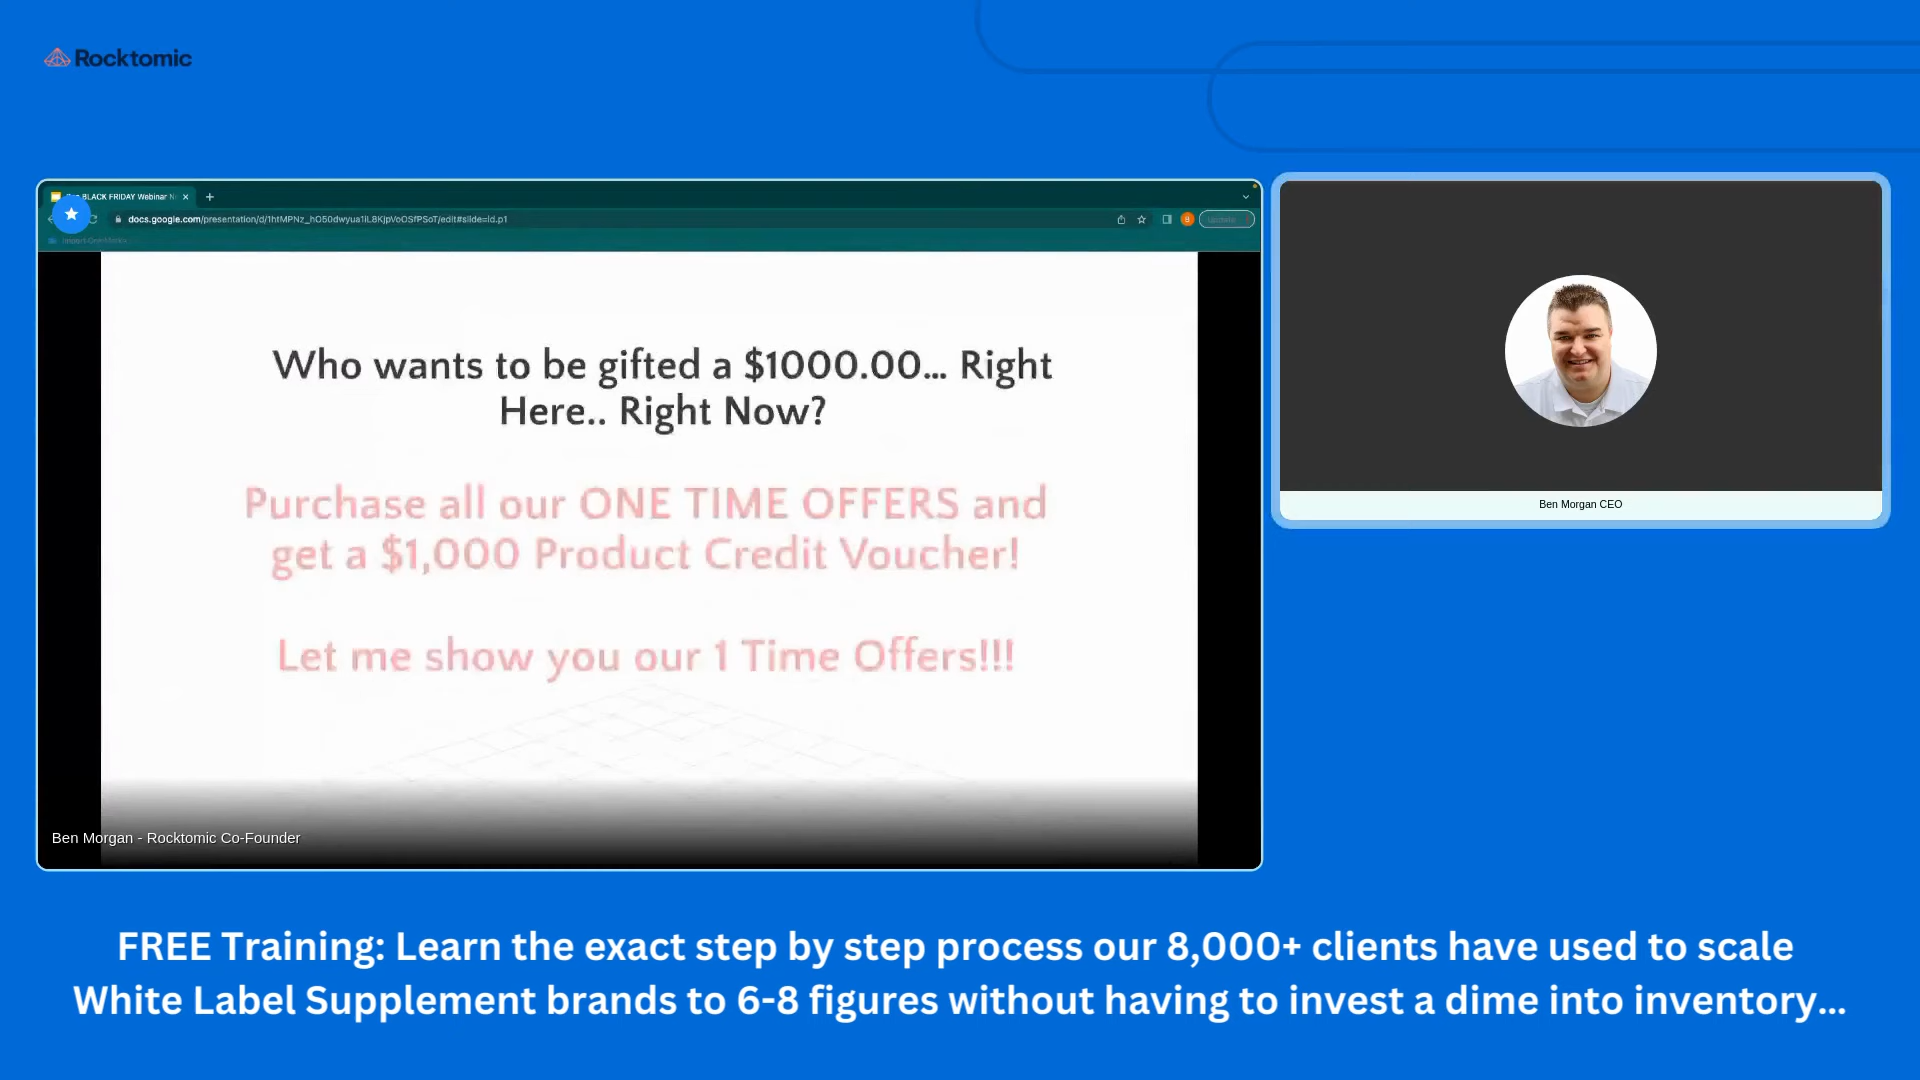 Rocktomic
BLACK FRIDAY Webinar
docs.google.com/presentation/d/1htMPNz_hO50dwyua1iL8KjpVoOSfPSoT/edit#slide=id.p1
Who wants to be gifted a $1000.00... Right
Here.. Right Now?
Purchase all our ONE TIME OFFERS and
get a $1,000 Product Credit Voucher!
Let me show you our 1 Time Offers!!!
Ben Morgan - Rocktomic Co-Founder
Ben Morgan CEO
FREE Training: Learn the exact step by step process our 8,000+ clients have used to scale
White Label Supplement brands to 6-8 figures without having to invest a dime into inventory...